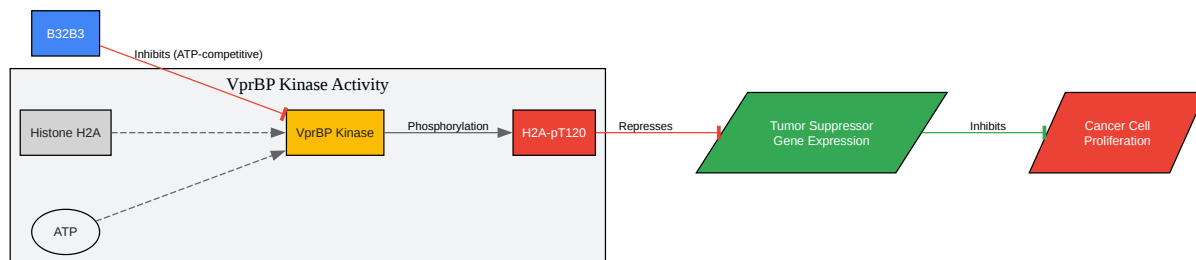 B32B3
Inhibits (ATP-competitive)
VprBP Kinase Activity
Histone H2A
VprBP Kinase
Phosphorylation
H2A-pT120
Represses
Tumor Suppressor
Gene Expression
Inhibits
Cancer Cell
Proliferation
ATP